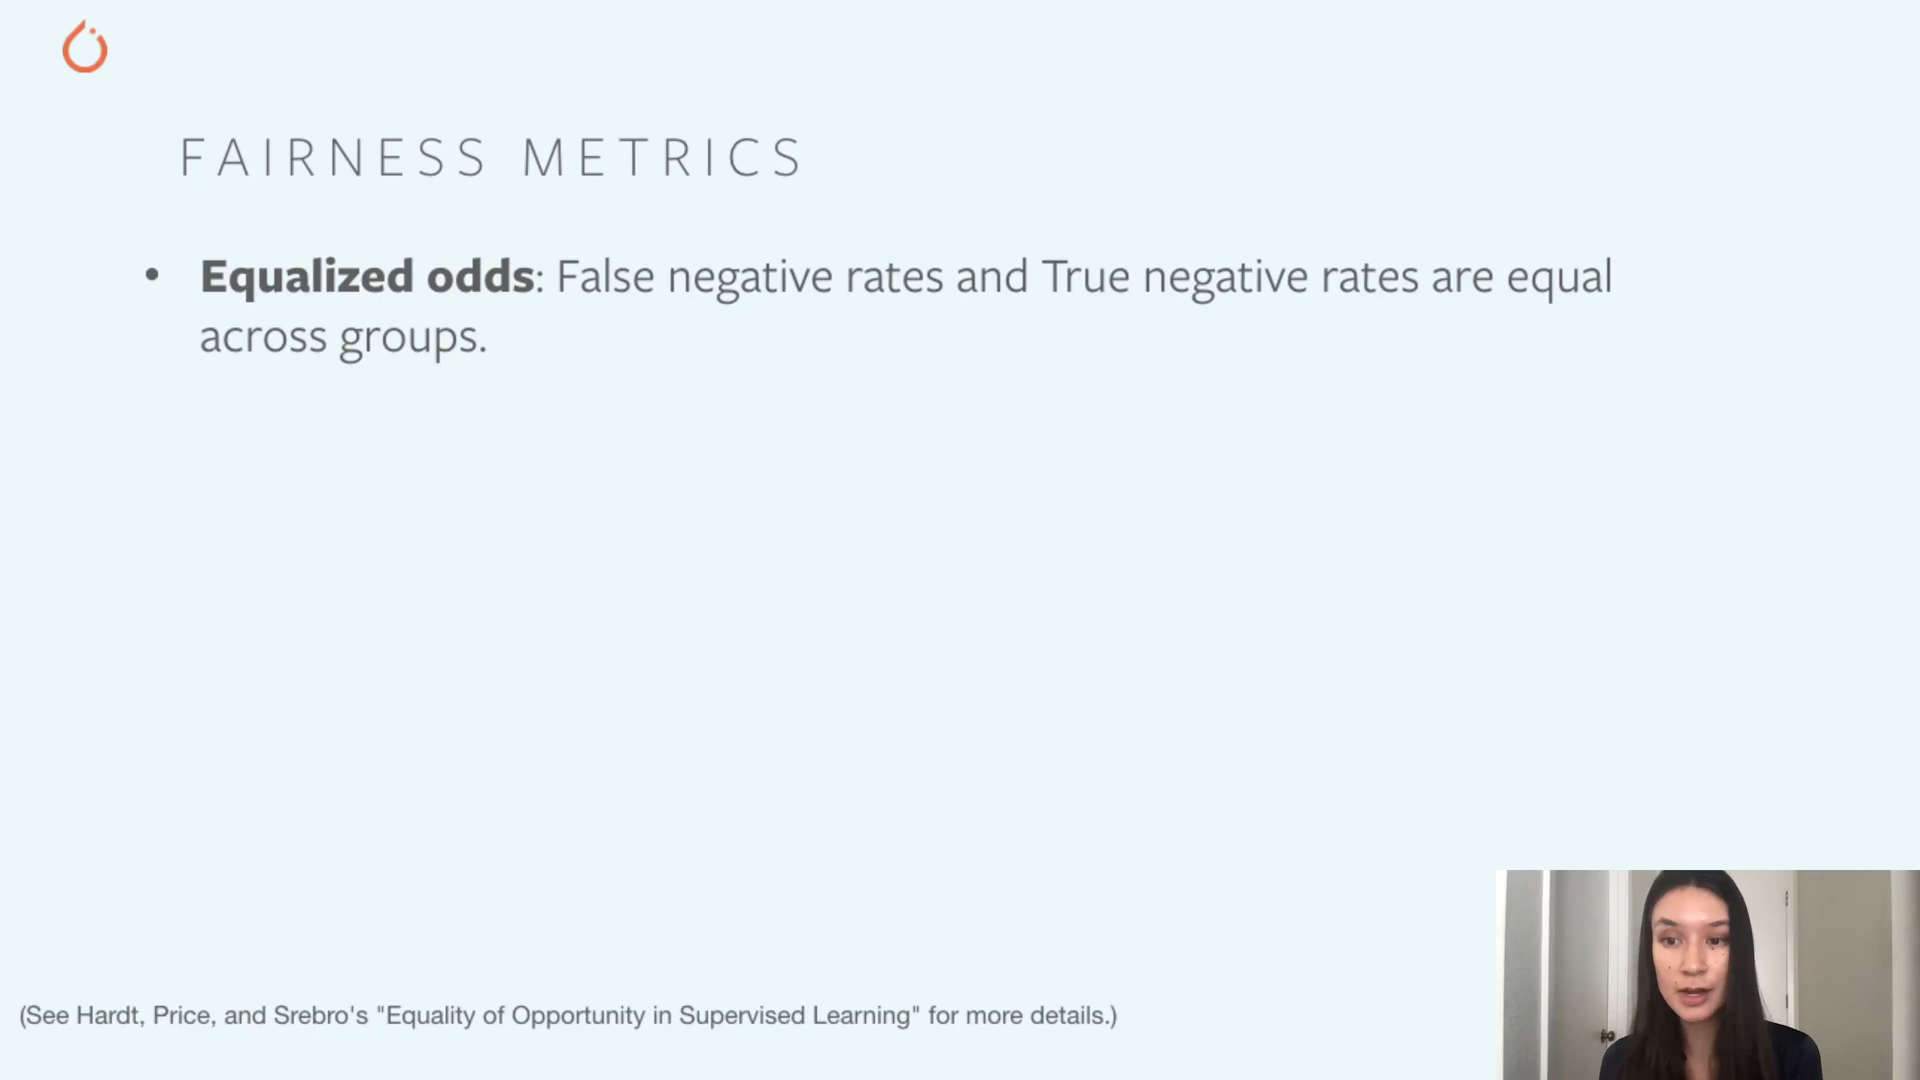 FAIRNESS METRICS
• Equalized odds: False negative rates and True negative rates are equal
across groups.
(See Hardt, Price, and Srebro's "Equality of Opportunity in Supervised Learning" for more details.)